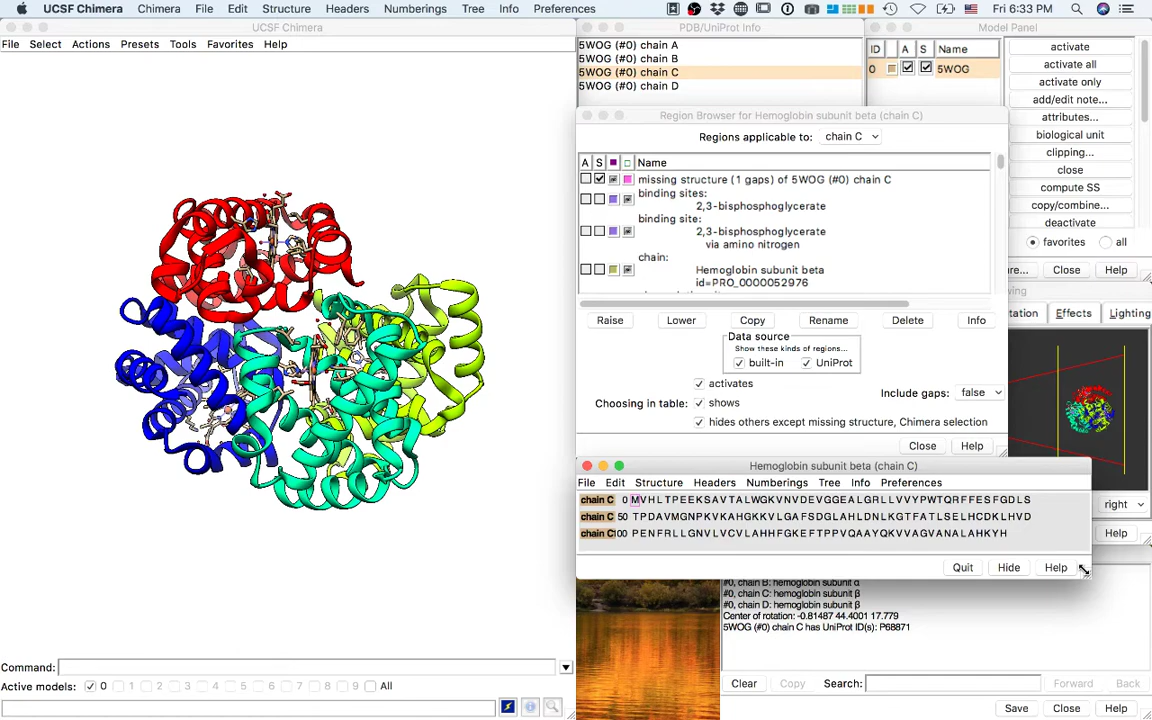 UCSF Chimera Chimera File Edit Structure Headers Numberings Tree Info Preferences Fri 6:33 PM
UCSF Chimera
File Select Actions Presets Tools Favorites Help
Command:
Active models: 0 1 2 3 4 5 6 7 8 9 All
PDB/UniProt Info
5WOG (#0) chain A
5WOG (#0) chain B
5WOG (#0) chain C
5WOG (#0) chain D
Model Panel
ID A S Name
0 5WOG
activate
activate all
activate only
add/edit note...
attributes...
biological unit
clipping...
close
compute SS
copy/combine...
deactivate
favorites all
ure... Close Help
Region Browser for Hemoglobin subunit beta (chain C)
Regions applicable to: chain C
A S Name
missing structure (1 gaps) of 5WOG (#0) chain C
binding sites:
2,3-bisphosphoglycerate
binding site:
2,3-bisphosphoglycerate
via amino nitrogen
chain:
Hemoglobin subunit beta
id=PRO_0000052976
Raise Lower Copy Rename Delete Info
Data source
Show these kinds of regions...
built-in UniProt
activates
Choosing in table: shows
Include gaps: false
hides others except missing structure, Chimera selection
Close Help
wing
tation Effects Lighting
right
Help
Hemoglobin subunit beta (chain C)
File Edit Structure Headers Numberings Tree Info Preferences
chain C 0 MVHLTPEEKSAVTALWGKVNVDEVGGEALGRLLVVYPWTQRFFESFGDLS
chain C 50 TPDAVMGNPKVKAHGKKVLGAFSDGLAHLDNLKGTFATLSELHCDKLHVD
chain C100 PENFRLLGNVLVCVLAHHFGKEFTPPVQAAYQKVVAGVANALAHKYH
Quit Hide Help
#0, chain B: hemoglobin subunit α
#0, chain C: hemoglobin subunit β
#0, chain D: hemoglobin subunit β
Center of rotation: -0.81487 44.4001 17.779
5WOG (#0) chain C has UniProt ID(s): P68871
Clear Copy Search: Forward Back
Save Close Help